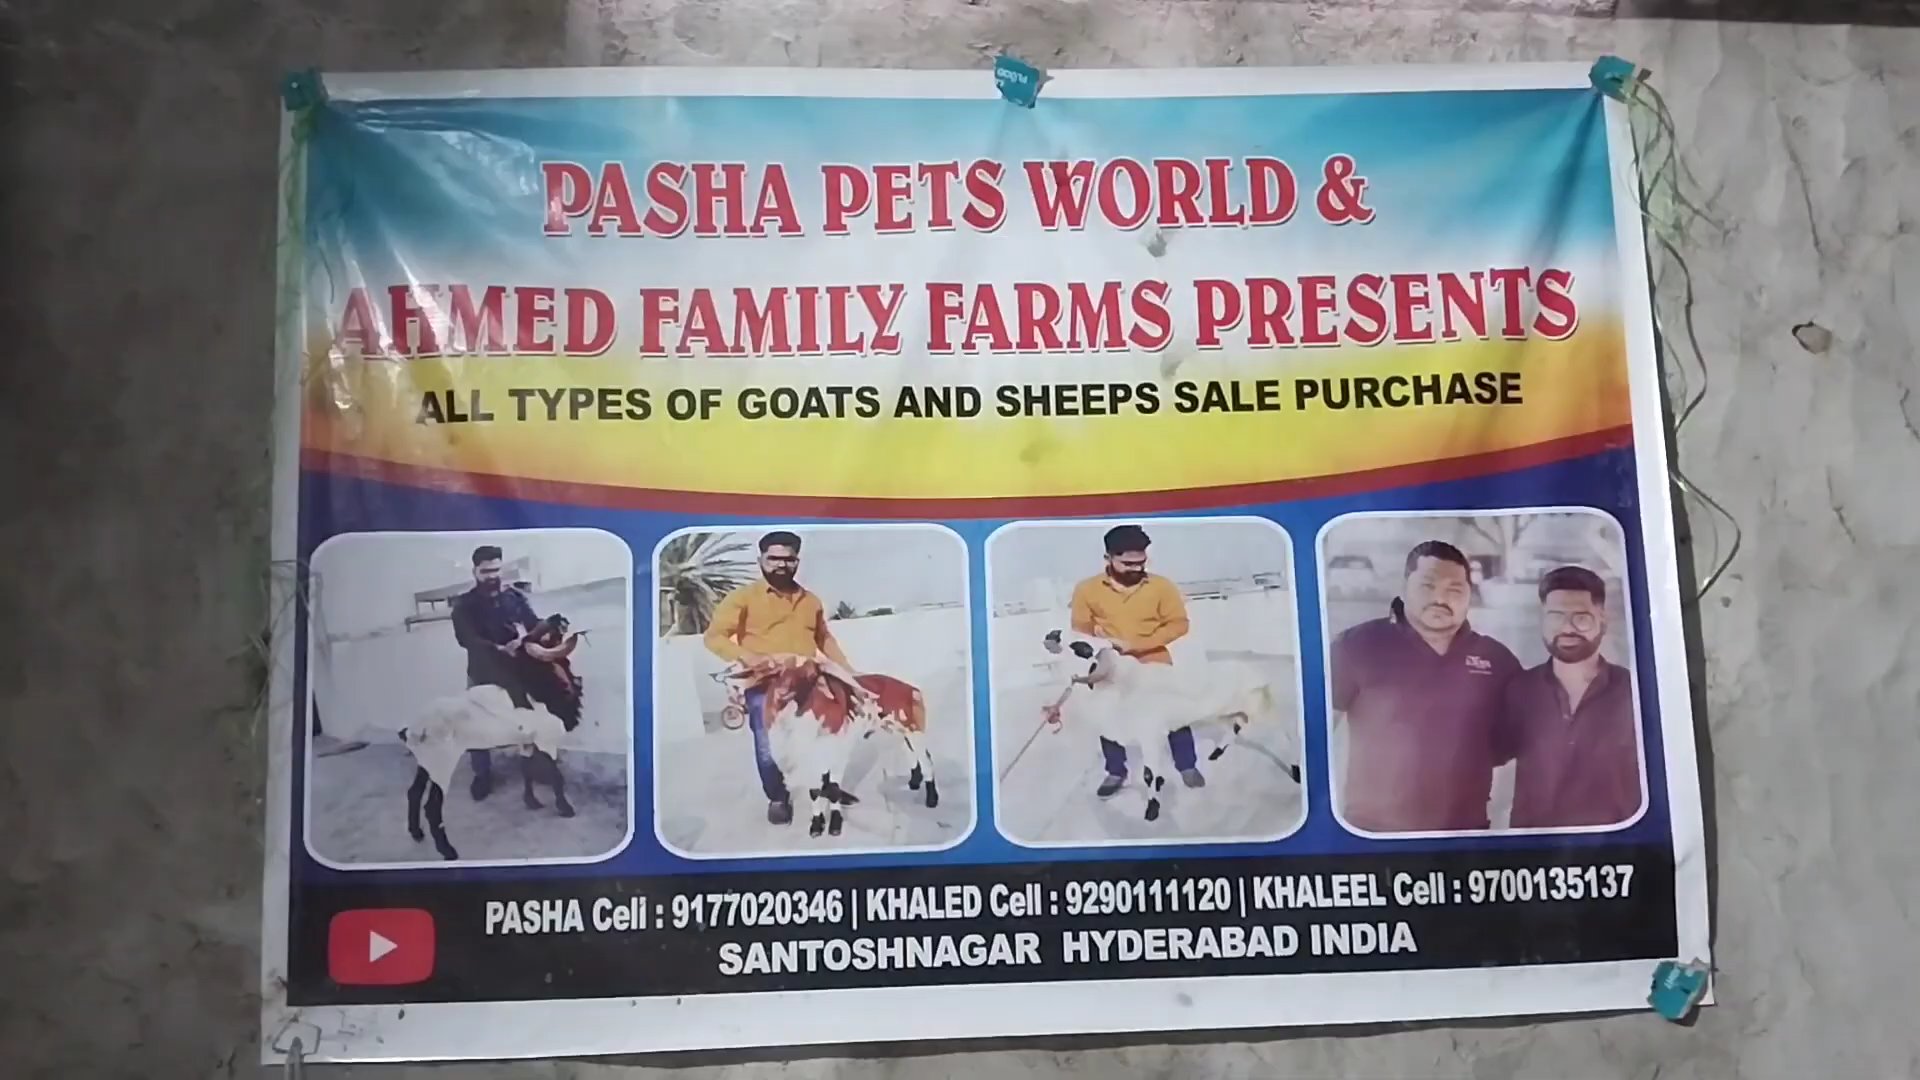 PASHA PETS WORLD &
AHMED FAMILY FARMS PRESENTS
ALL TYPES OF GOATS AND SHEEPS SALE PURCHASE
PASHA Celi : 9177020346 | KHALED Cell : 9290111120 | KHALEEL Cell : 9700135137
SANTOSHNAGAR HYDERABAD INDIA